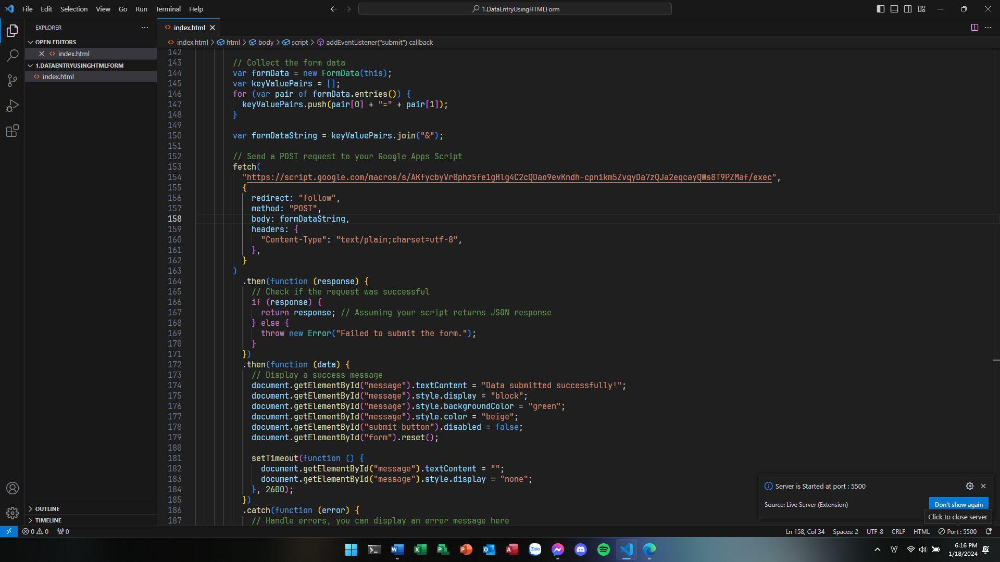 File Edit Selection View Go Run Terminal Help
1.DataEntryUsingHTMLForm
EXPLORER
OPEN EDITORS
index.html
1.DATAENTRYUSINGHTMLFORM
index.html
OUTLINE
TIMELINE
index.html
index.html > html > body > script > addEventListener("submit") callback
142
143 // Collect the form data
144 var formData = new FormData(this);
145 var keyValuePairs = [];
146 for (var pair of formData.entries()) {
147 keyValuePairs.push(pair[0] + "=" + pair[1]);
148 }
149
150 var formDataString = keyValuePairs.join("&");
151
152 // Send a POST request to your Google Apps Script
153 fetch(
154 "https://script.google.com/macros/s/AKfycbyVr8phz5fe1gHlg4C2cQDao9evKndh-cpnikm5ZvqyDa7zQJa2eqcayQWs8T9PZMaf/exec",
155 {
156 redirect: "follow",
157 method: "POST",
158 body: formDataString,
159 headers: {
160 "Content-Type": "text/plain;charset=utf-8",
161 },
162 }
163 )
164 .then(function (response) {
165 // Check if the request was successful
166 if (response) {
167 return response; // Assuming your script returns JSON response
168 } else {
169 throw new Error("Failed to submit the form.");
170 }
171 })
172 .then(function (data) {
173 // Display a success message
174 document.getElementById("message").textContent = "Data submitted successfully!";
175 document.getElementById("message").style.display = "block";
176 document.getElementById("message").style.backgroundColor = "green";
177 document.getElementById("message").style.color = "beige";
178 document.getElementById("submit-button").disabled = false;
179 document.getElementById("form").reset();
180
181 setTimeout(function () {
182 document.getElementById("message").textContent = "";
183 document.getElementById("message").style.display = "none";
184 }, 2600);
185 })
186 .catch(function (error) {
187 // Handle errors, you can display an error message here
Server is Started at port : 5500
Source: Live Server (Extension)
Don't show again
Click to close server
0 0 0
Ln 158, Col 34 Spaces: 2 UTF-8 CRLF HTML Port : 5500
Zalo
6:16 PM
1/18/2024